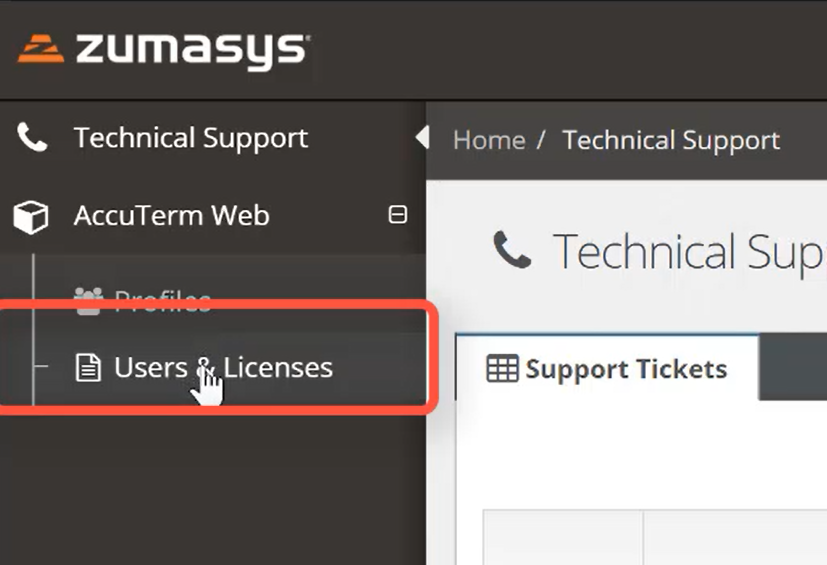 zumasys
Technical Support
Home / Technical Support
AccuTerm Web
Technical Sup
Profiles
Users & Licenses
Support Tickets